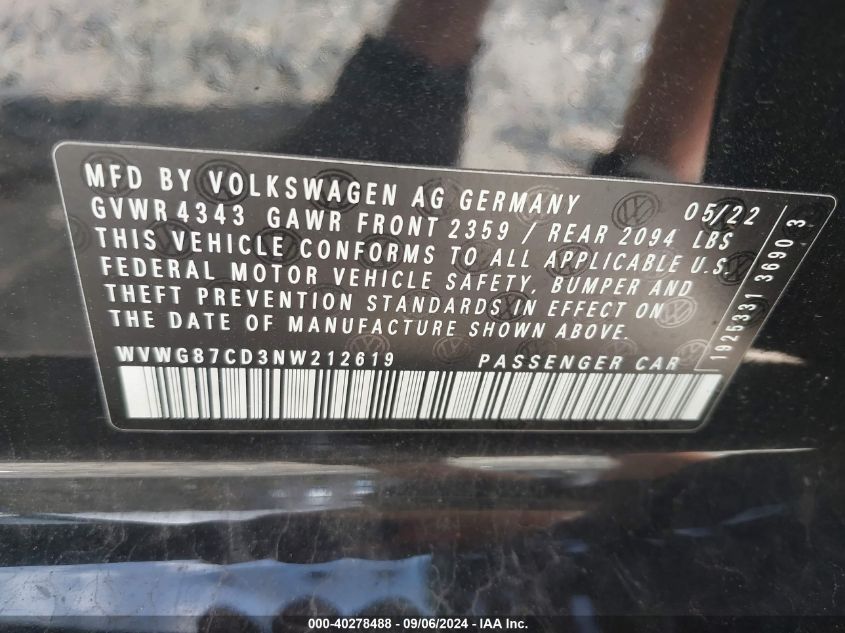 MFD BY VOLKSWAGEN AG GERMANY 05/22
GVWR 4343 GAWR FRONT 2359 / REAR 2094 LBS
THIS VEHICLE CONFORMS TO ALL APPLICABLE U.S.
FEDERAL MOTOR VEHICLE SAFETY, BUMPER AND
THEFT PREVENTION STANDARDS IN EFFECT ON
THE DATE OF MANUFACTURE SHOWN ABOVE.
WVWG87CD3NW212619 PASSENGER CAR
1925331 36903
000-40278488 - 09/06/2024 - IAA Inc.